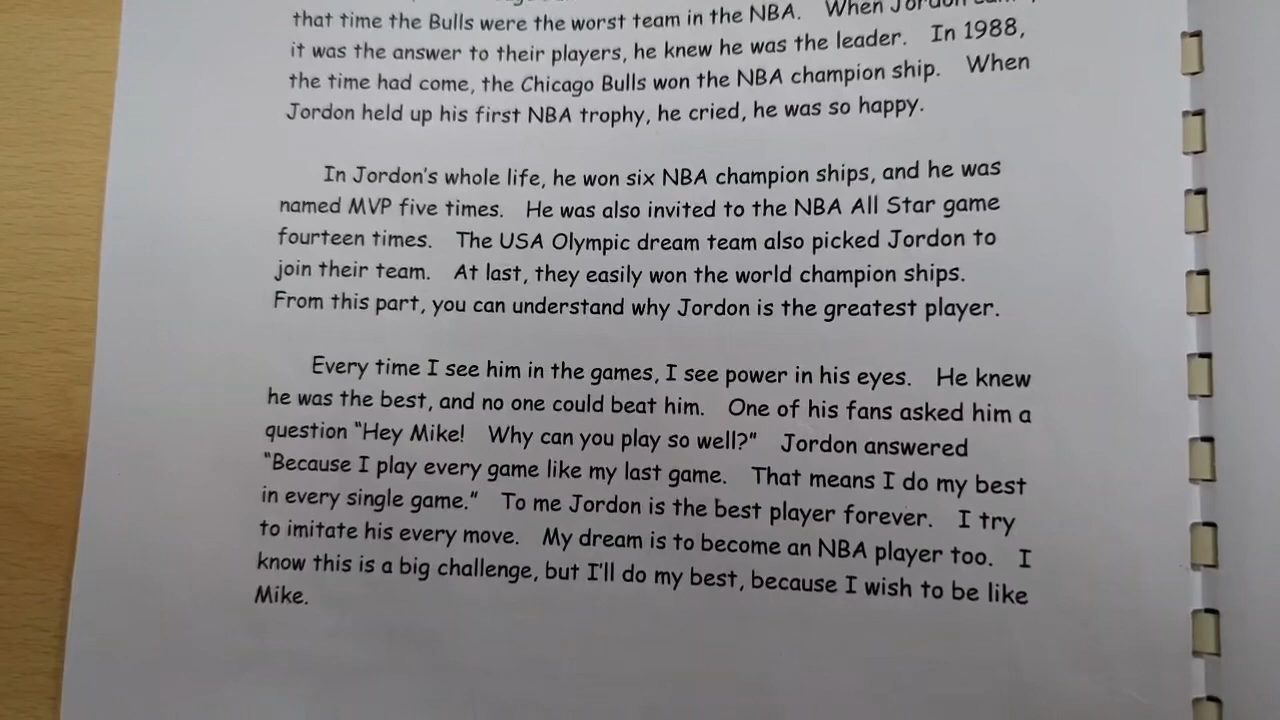 that time the Bulls were the worst team in the NBA. When Jordon
it was the answer to their players, he knew he was the leader. In 1988,
the time had come, the Chicago Bulls won the NBA champion ship. When
Jordon held up his first NBA trophy, he cried, he was so happy.
In Jordon's whole life, he won six NBA champion ships, and he was
named MVP five times. He was also invited to the NBA All Star game
fourteen times. The USA Olympic dream team also picked Jordon to
join their team. At last, they easily won the world champion ships.
From this part, you can understand why Jordon is the greatest player.
Every time I see him in the games, I see power in his eyes. He knew
he was the best, and no one could beat him. One of his fans asked him a
question "Hey Mike! Why can you play so well?" Jordon answered
"Because I play every game like my last game. That means I do my best
in every single game." To me Jordon is the best player forever. I try
to imitate his every move. My dream is to become an NBA player too. I
know this is a big challenge, but I'll do my best, because I wish to be like
Mike.